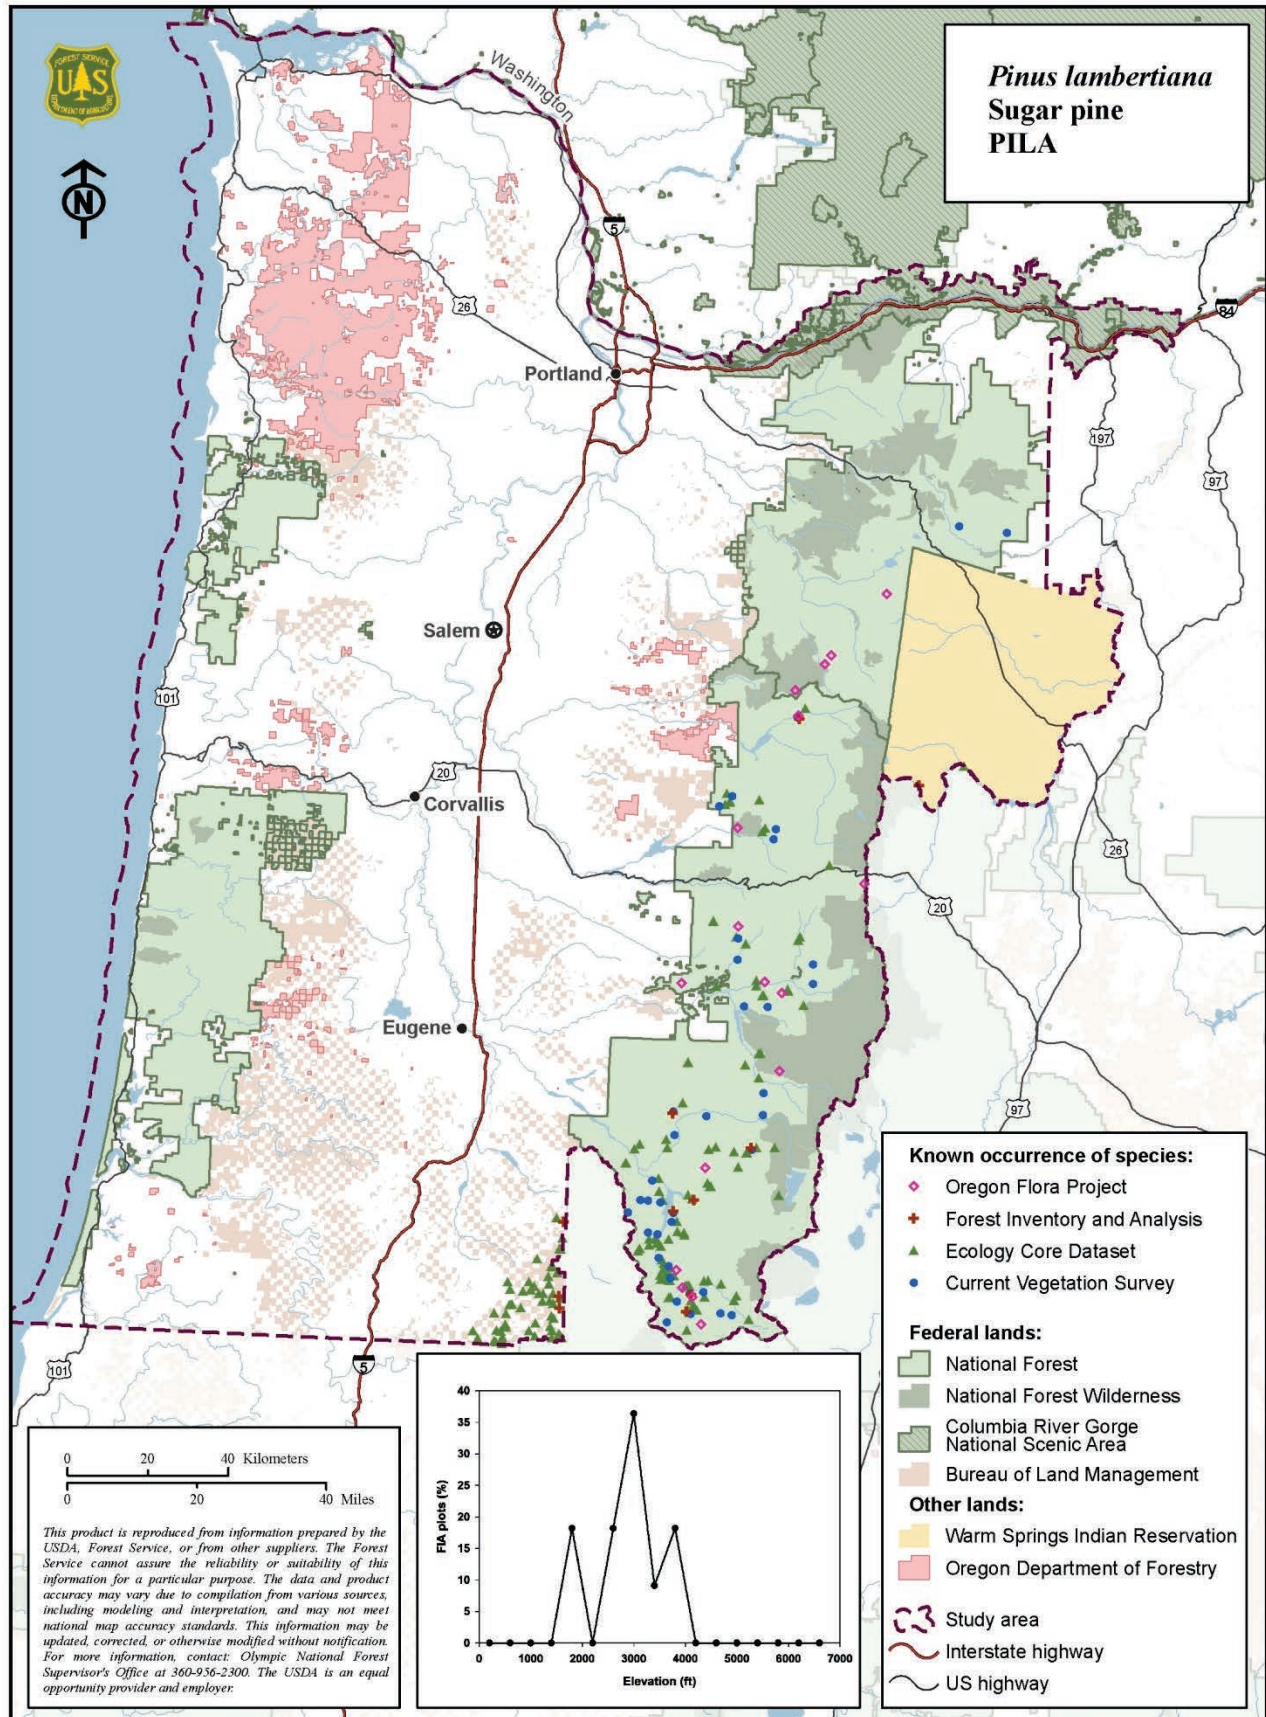 FOREST SERVICE
U S
DEPARTMENT OF AGRICULTURE
N
Pinus lambertiana
Sugar pine
PILA
Washington
5
26
84
Portland
197
97
Salem
101
20
Corvallis
26
20
Eugene
97
101
5
Known occurrence of species:
Oregon Flora Project
Forest Inventory and Analysis
Ecology Core Dataset
Current Vegetation Survey
Federal lands:
National Forest
National Forest Wilderness
Columbia River Gorge
National Scenic Area
Bureau of Land Management
Other lands:
Warm Springs Indian Reservation
Oregon Department of Forestry
Study area
Interstate highway
US highway
0 20 40 Kilometers
0 20 40 Miles
This product is reproduced from information prepared by the
USDA, Forest Service, or from other suppliers. The Forest
Service cannot assure the reliability or suitability of this
information for a particular purpose. The data and product
accuracy may vary due to compilation from various sources,
including modeling and interpretation, and may not meet
national map accuracy standards. This information may be
updated, corrected, or otherwise modified without notification.
For more information, contact: Olympic National Forest
Supervisor's Office at 360-956-2300. The USDA is an equal
opportunity provider and employer.
40
35
30
25
20
15
10
5
0
FIA plots (%)
0 1000 2000 3000 4000 5000 6000 7000
Elevation (ft)